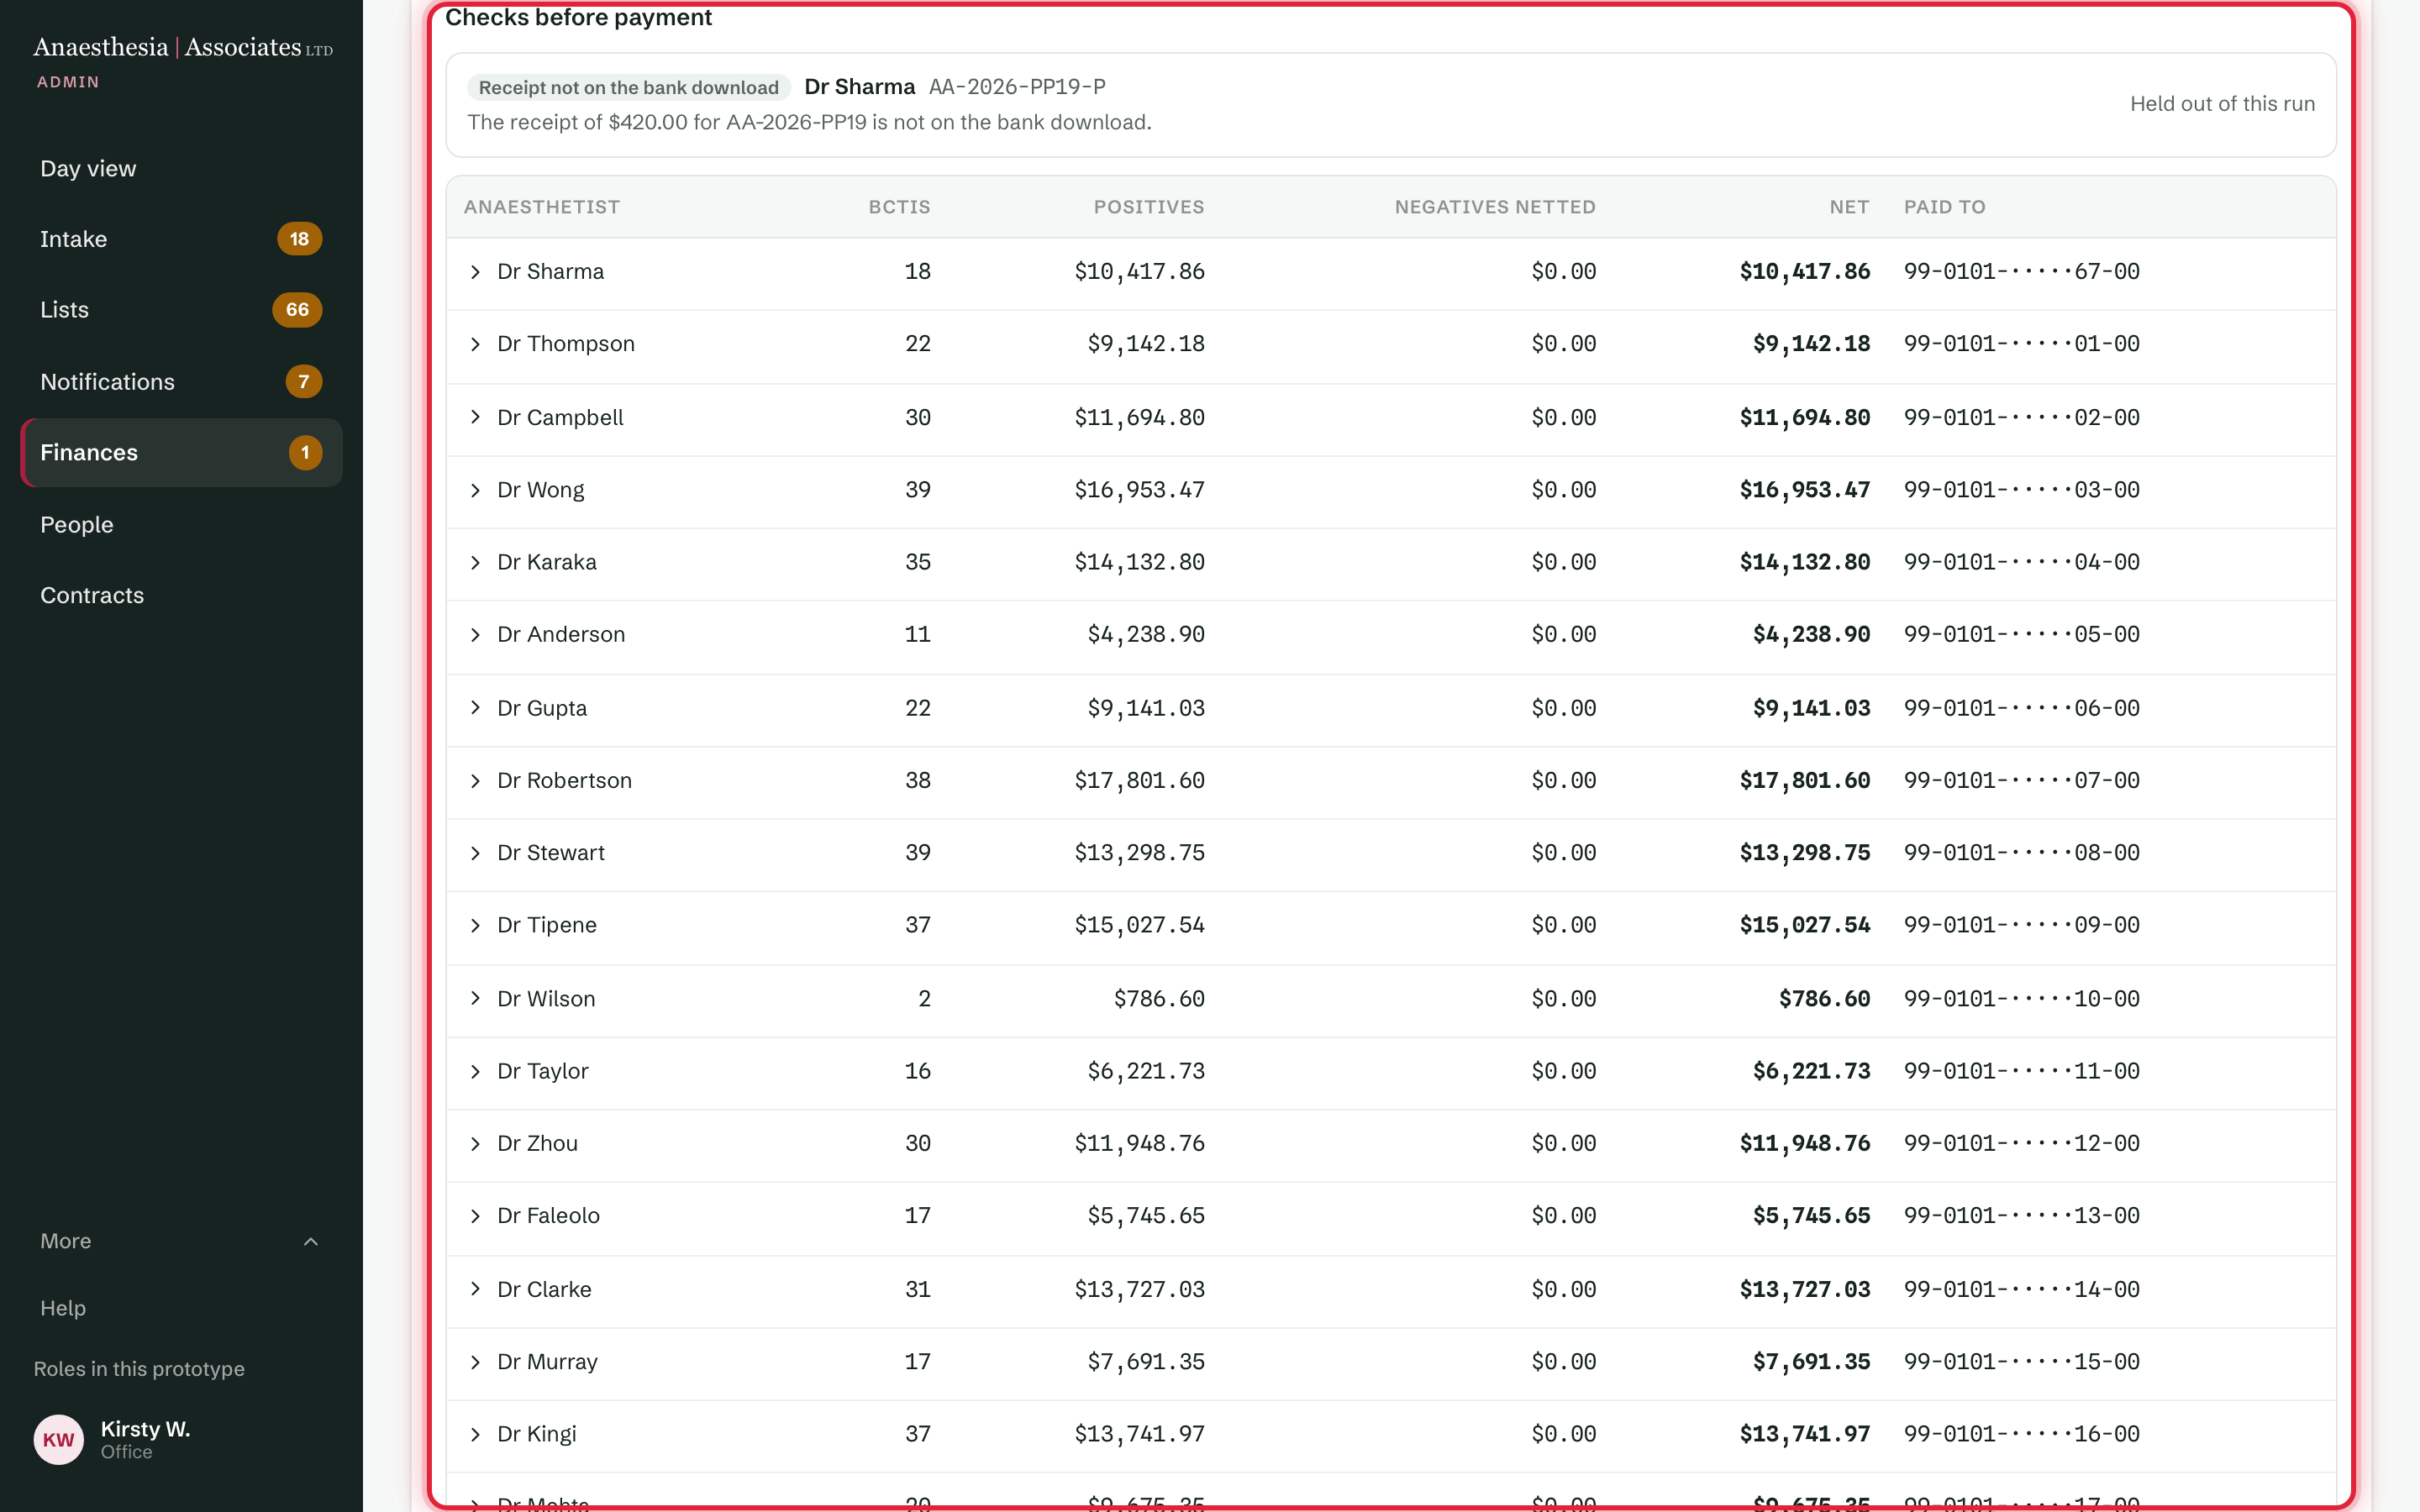 Anaesthesia | Associates LTD
ADMIN
Day view
Intake 18
Lists 66
Notifications 7
Finances 1
People
Contracts
More
Help
Roles in this prototype
KW
Kirsty W.
Office
Checks before payment
Receipt not on the bank download Dr Sharma AA-2026-PP19-P
The receipt of $420.00 for AA-2026-PP19 is not on the bank download.
Held out of this run
ANAESTHETIST BCTIS POSITIVES NEGATIVES NETTED NET PAID TO
Dr Sharma 18 $10,417.86 $0.00 $10,417.86 99-0101-·····67-00
Dr Thompson 22 $9,142.18 $0.00 $9,142.18 99-0101-·····01-00
Dr Campbell 30 $11,694.80 $0.00 $11,694.80 99-0101-·····02-00
Dr Wong 39 $16,953.47 $0.00 $16,953.47 99-0101-·····03-00
Dr Karaka 35 $14,132.80 $0.00 $14,132.80 99-0101-·····04-00
Dr Anderson 11 $4,238.90 $0.00 $4,238.90 99-0101-·····05-00
Dr Gupta 22 $9,141.03 $0.00 $9,141.03 99-0101-·····06-00
Dr Robertson 38 $17,801.60 $0.00 $17,801.60 99-0101-·····07-00
Dr Stewart 39 $13,298.75 $0.00 $13,298.75 99-0101-·····08-00
Dr Tipene 37 $15,027.54 $0.00 $15,027.54 99-0101-·····09-00
Dr Wilson 2 $786.60 $0.00 $786.60 99-0101-·····10-00
Dr Taylor 16 $6,221.73 $0.00 $6,221.73 99-0101-·····11-00
Dr Zhou 30 $11,948.76 $0.00 $11,948.76 99-0101-·····12-00
Dr Faleolo 17 $5,745.65 $0.00 $5,745.65 99-0101-·····13-00
Dr Clarke 31 $13,727.03 $0.00 $13,727.03 99-0101-·····14-00
Dr Murray 17 $7,691.35 $0.00 $7,691.35 99-0101-·····15-00
Dr Kingi 37 $13,741.97 $0.00 $13,741.97 99-0101-·····16-00
Dr